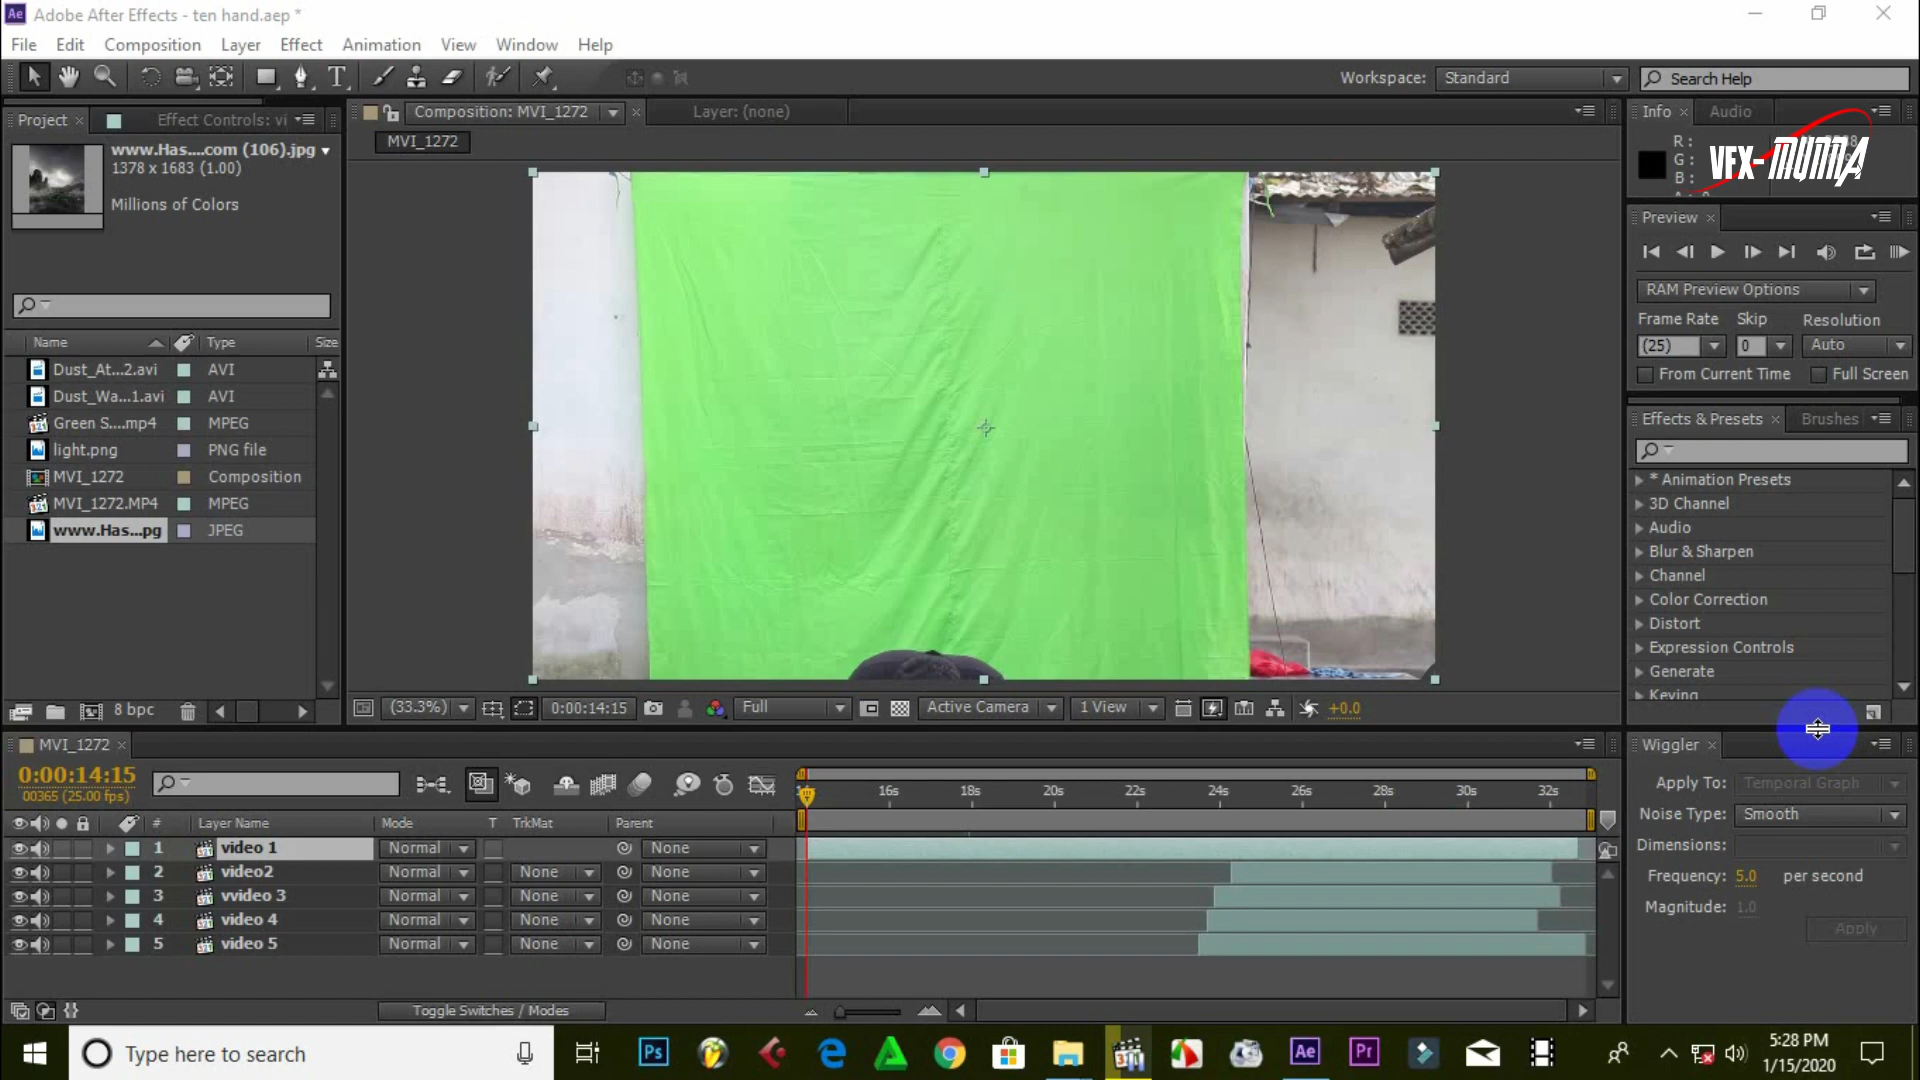 Adobe After Effects - ten hand.aep *
File Edit Composition Layer Effect Animation View Window Help
Workspace: Standard Search Help
Project Effect Controls: vi
Composition: MVI_1272 Layer: (none)
Info Audio
www.Has....com (106).jpg
1378 x 1683 (1.00)
Millions of Colors
MVI_1272
R :
G :
B :
VFX-MUMA
Preview
RAM Preview Options
Frame Rate Skip Resolution
(25) 0 Auto
From Current Time Full Screen
Name Type Size
Dust_At...2.avi AVI
Dust_Wa...1.avi AVI
Green S....mp4 MPEG
light.png PNG file
MVI_1272 Composition
MVI_1272.MP4 MPEG
www.Has...pg JPEG
Effects & Presets Brushes
* Animation Presets
3D Channel
Audio
Blur & Sharpen
Channel
Color Correction
Distort
Expression Controls
Generate
Keying
8 bpc
(33.3%) 0:00:14:15 Full Active Camera 1 View +0.0
MVI_1272
0:00:14:15
00365 (25.00 fps)
16s 18s 20s 22s 24s 26s 28s 30s 32s
# Layer Name Mode T TrkMat Parent
1 video 1 Normal None
2 video2 Normal None None
3 vvideo 3 Normal None None
4 video 4 Normal None None
5 video 5 Normal None None
Toggle Switches / Modes
Wiggler
Apply To: Temporal Graph
Noise Type: Smooth
Dimensions:
Frequency: 5.0 per second
Magnitude: 1.0
Apply
Type here to search
Ps Ae Pr
5:28 PM
1/15/2020